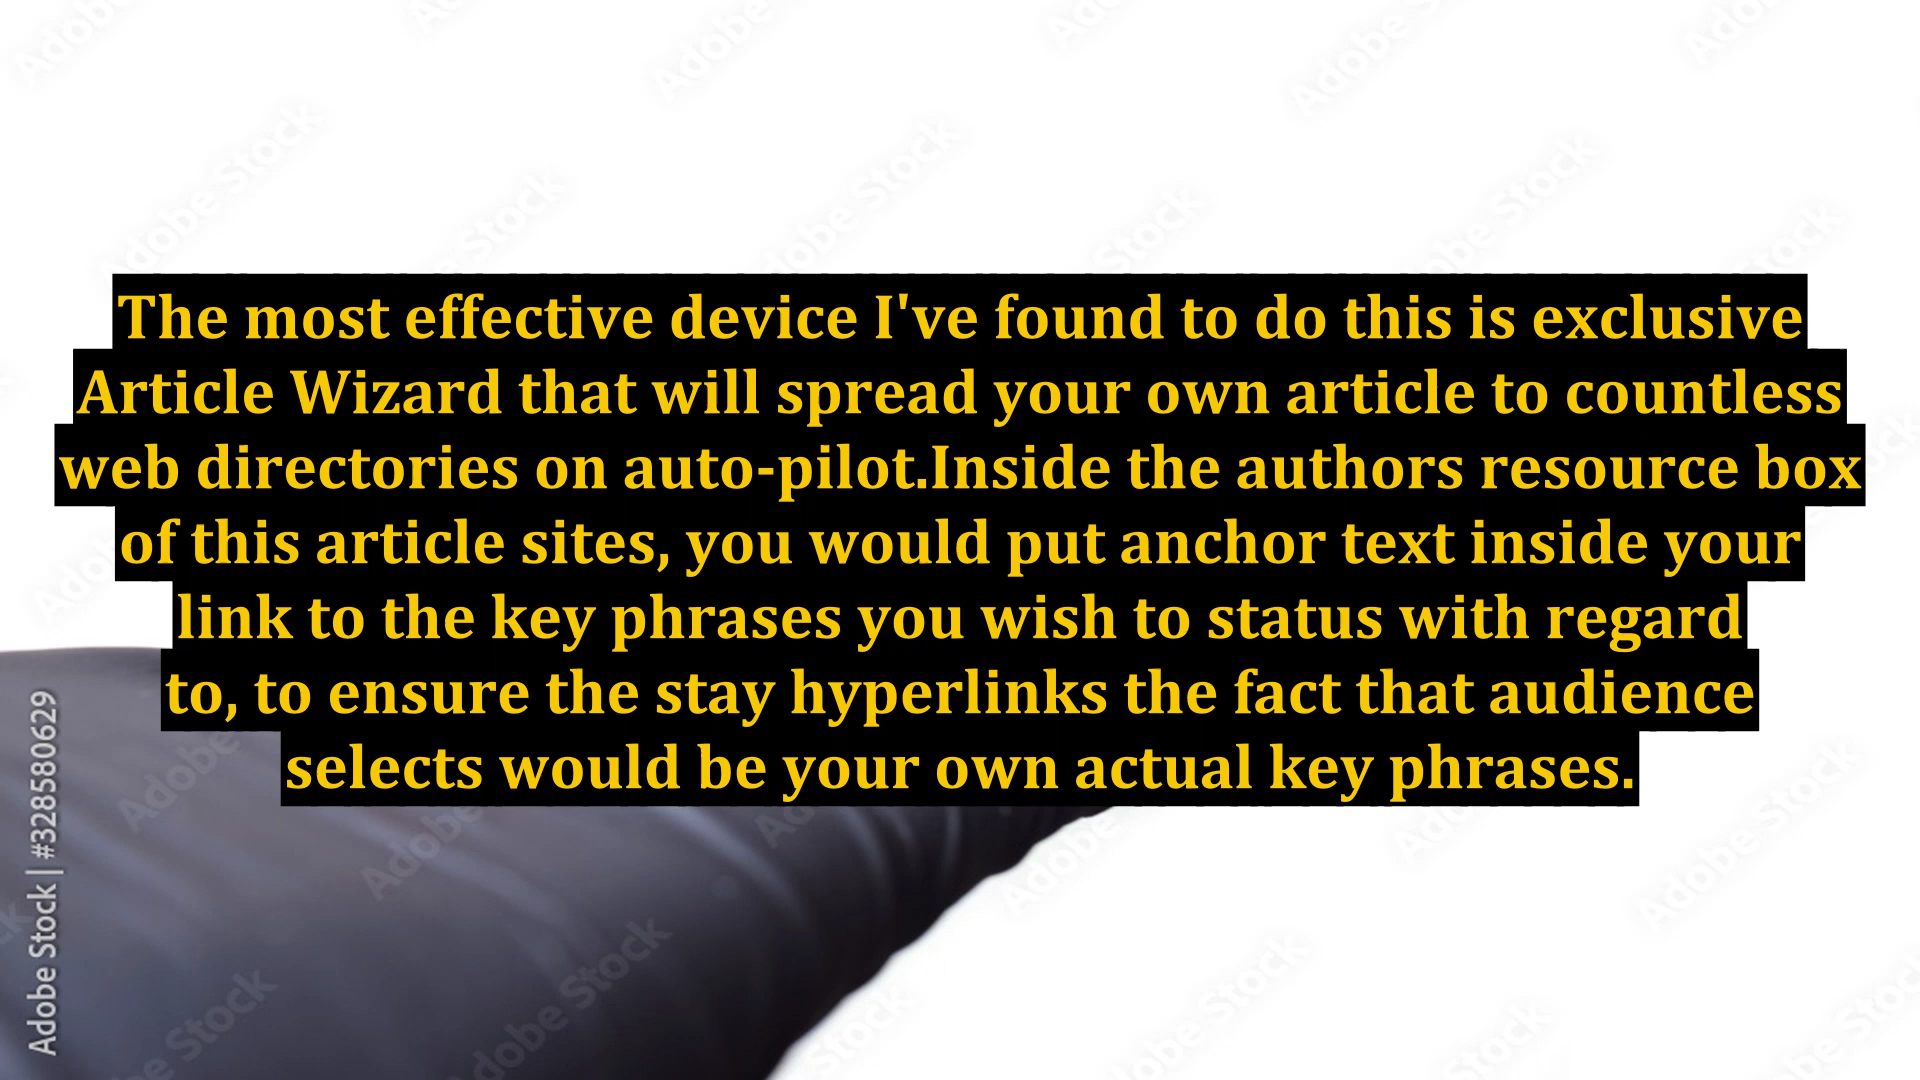 The most effective device I've found to do this is exclusive
Article Wizard that will spread your own article to countless
web directories on auto-pilot.Inside the authors resource box
of this article sites, you would put anchor text inside your
link to the key phrases you wish to status with regard
to, to ensure the stay hyperlinks the fact that audience
selects would be your own actual key phrases.
Adobe Stock | #328580629